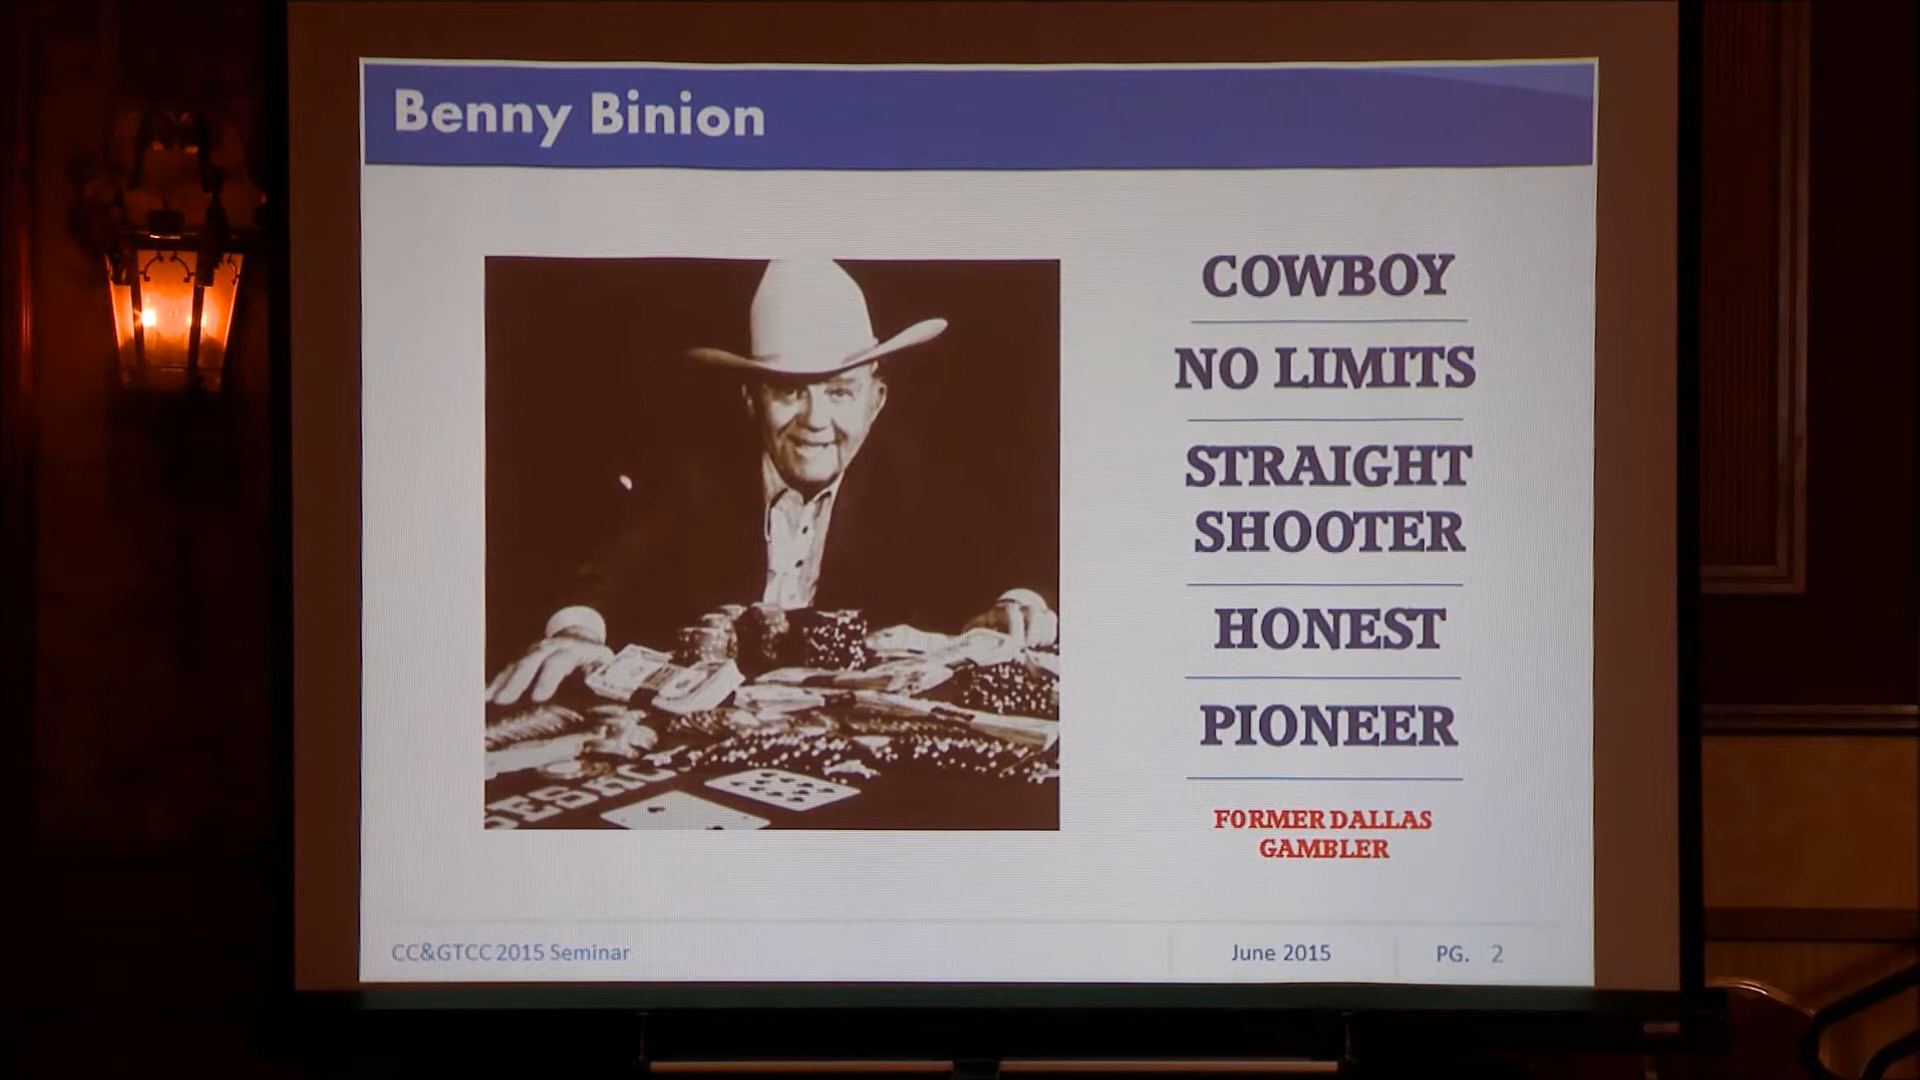 Benny Binion
COWBOY
NO LIMITS
STRAIGHT
SHOOTER
HONEST
PIONEER
FORMER DALLAS
GAMBLER
CC&GTCC 2015 Seminar
June 2015
PG. 2